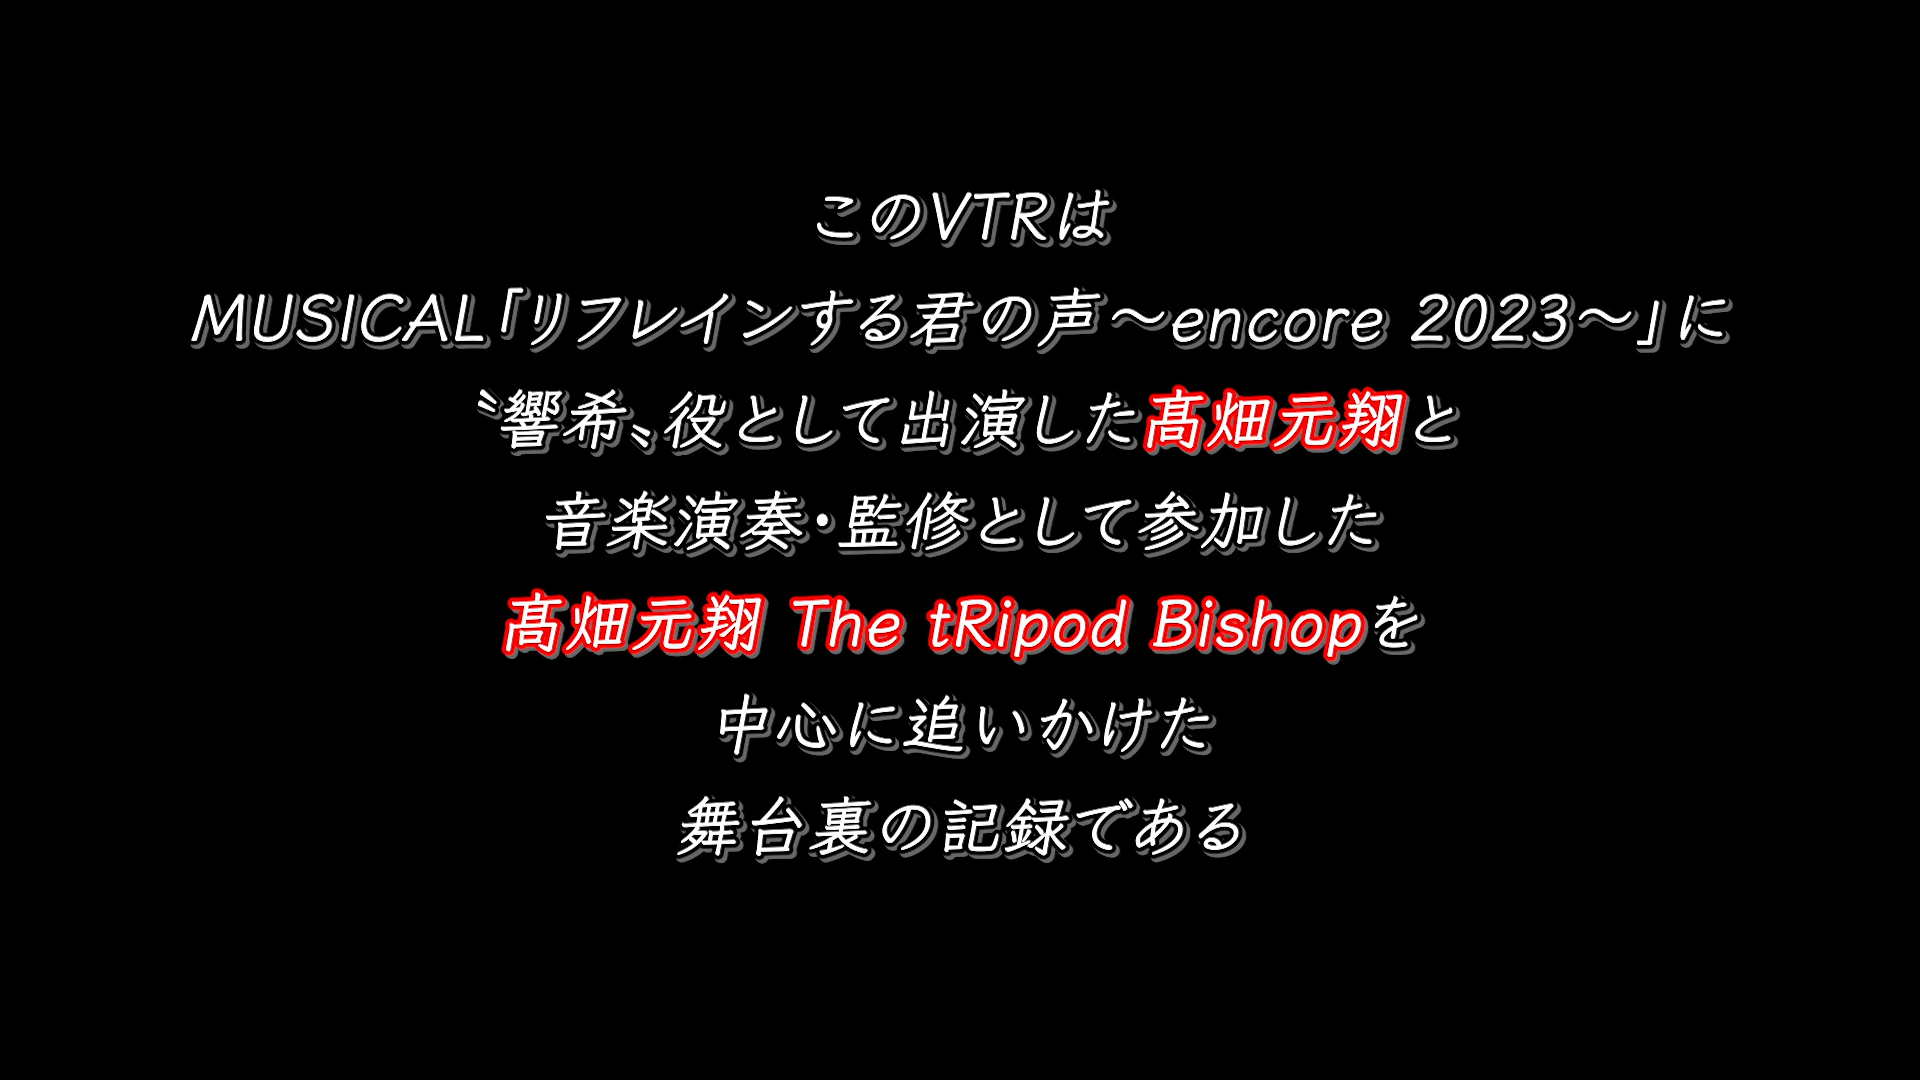 このVTRは
MUSICAL「リフレインする君の声～encore 2023～」に
〝響希〟役として出演した髙畑元翔と
音楽演奏・監修として参加した
髙畑元翔 The tRipod Bishopを
中心に追いかけた
舞台裏の記録である